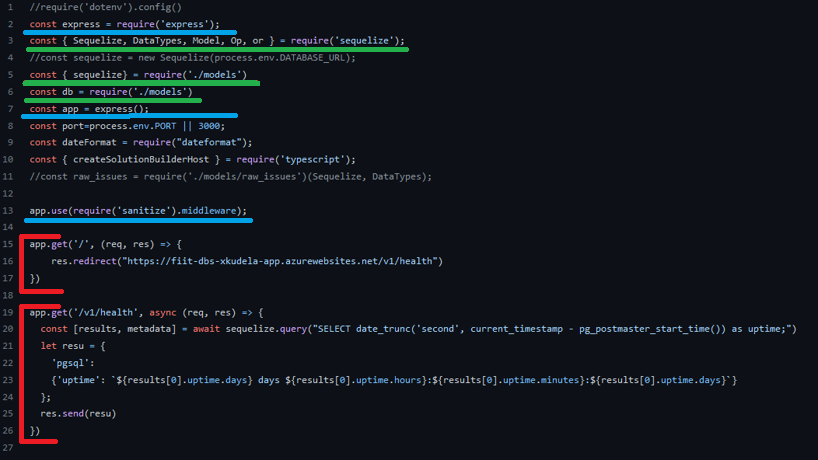 1 //require('dotenv').config()
2 const express = require('express');
3 const { Sequelize, DataTypes, Model, Op, or } = require('sequelize');
4 //const sequelize = new Sequelize(process.env.DATABASE_URL);
5 const { sequelize} = require('./models')
6 const db = require('./models')
7 const app = express();
8 const port=process.env.PORT || 3000;
9 const dateFormat = require("dateformat");
10 const { createSolutionBuilderHost } = require('typescript');
11 //const raw_issues = require('./models/raw_issues')(Sequelize, DataTypes);
12
13 app.use(require('sanitize').middleware);
14
15 app.get('/', (req, res) => {
16 res.redirect("https://fiit-dbs-xkudela-app.azurewebsites.net/v1/health")
17 })
18
19 app.get('/v1/health', async (req, res) => {
20 const [results, metadata] = await sequelize.query("SELECT date_trunc('second', current_timestamp - pg_postmaster_start_time()) as uptime;")
21 let resu = {
22 'pgsql':
23 {'uptime': `${results[0].uptime.days} days ${results[0].uptime.hours}:${results[0].uptime.minutes}:${results[0].uptime.days}`}
24 };
25 res.send(resu)
26 })
27